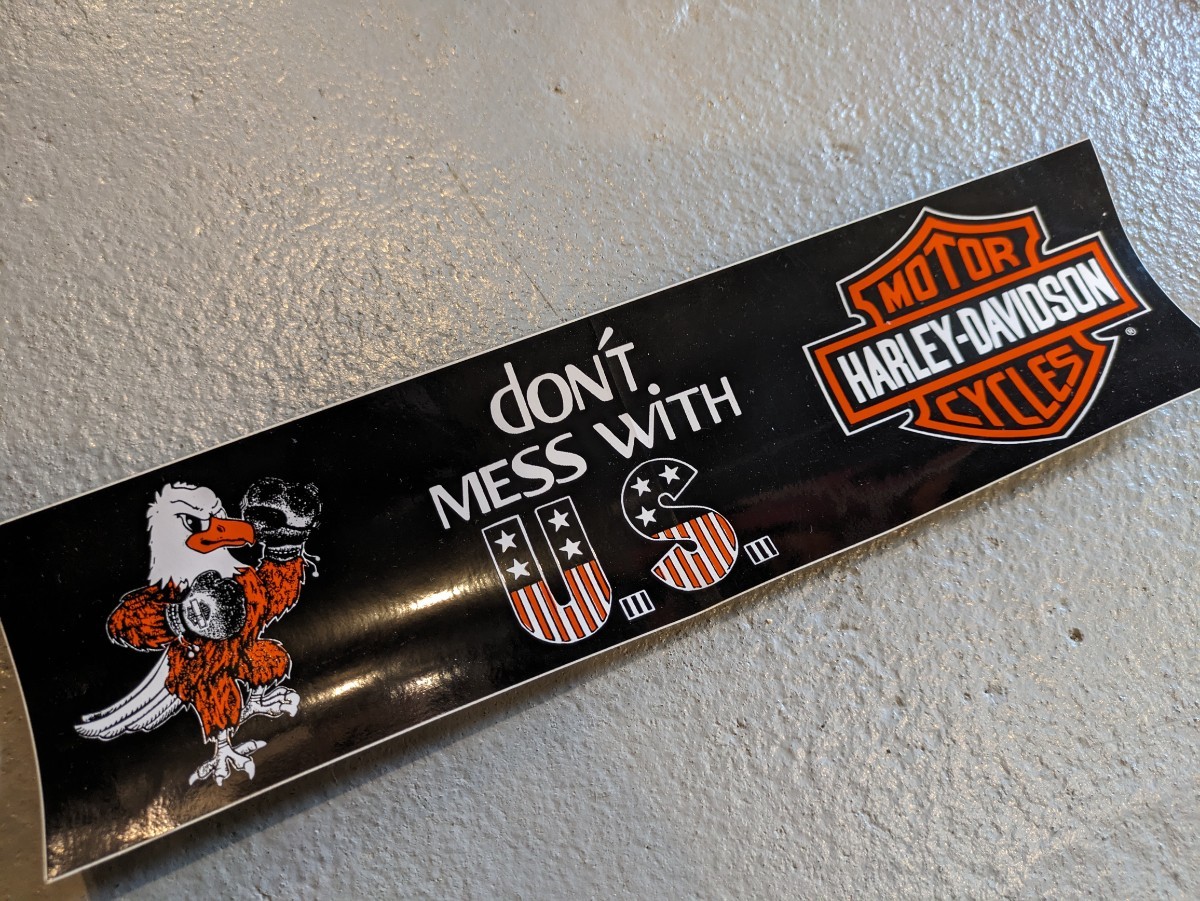 dON'T
MESS WiTH
U.S.
MOTOR
HARLEY-DAVIDSON
CYCLES
®